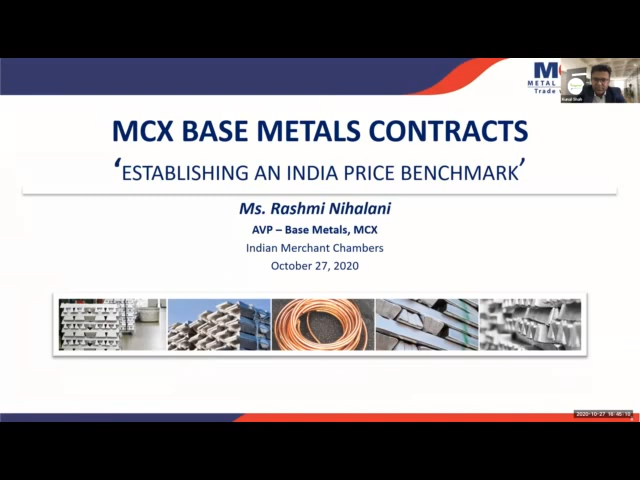 METAL
Trade
MCX BASE METALS CONTRACTS
‘ESTABLISHING AN INDIA PRICE BENCHMARK’
Ms. Rashmi Nihalani
AVP – Base Metals, MCX
Indian Merchant Chambers
October 27, 2020
2020-10-27 16:45:10